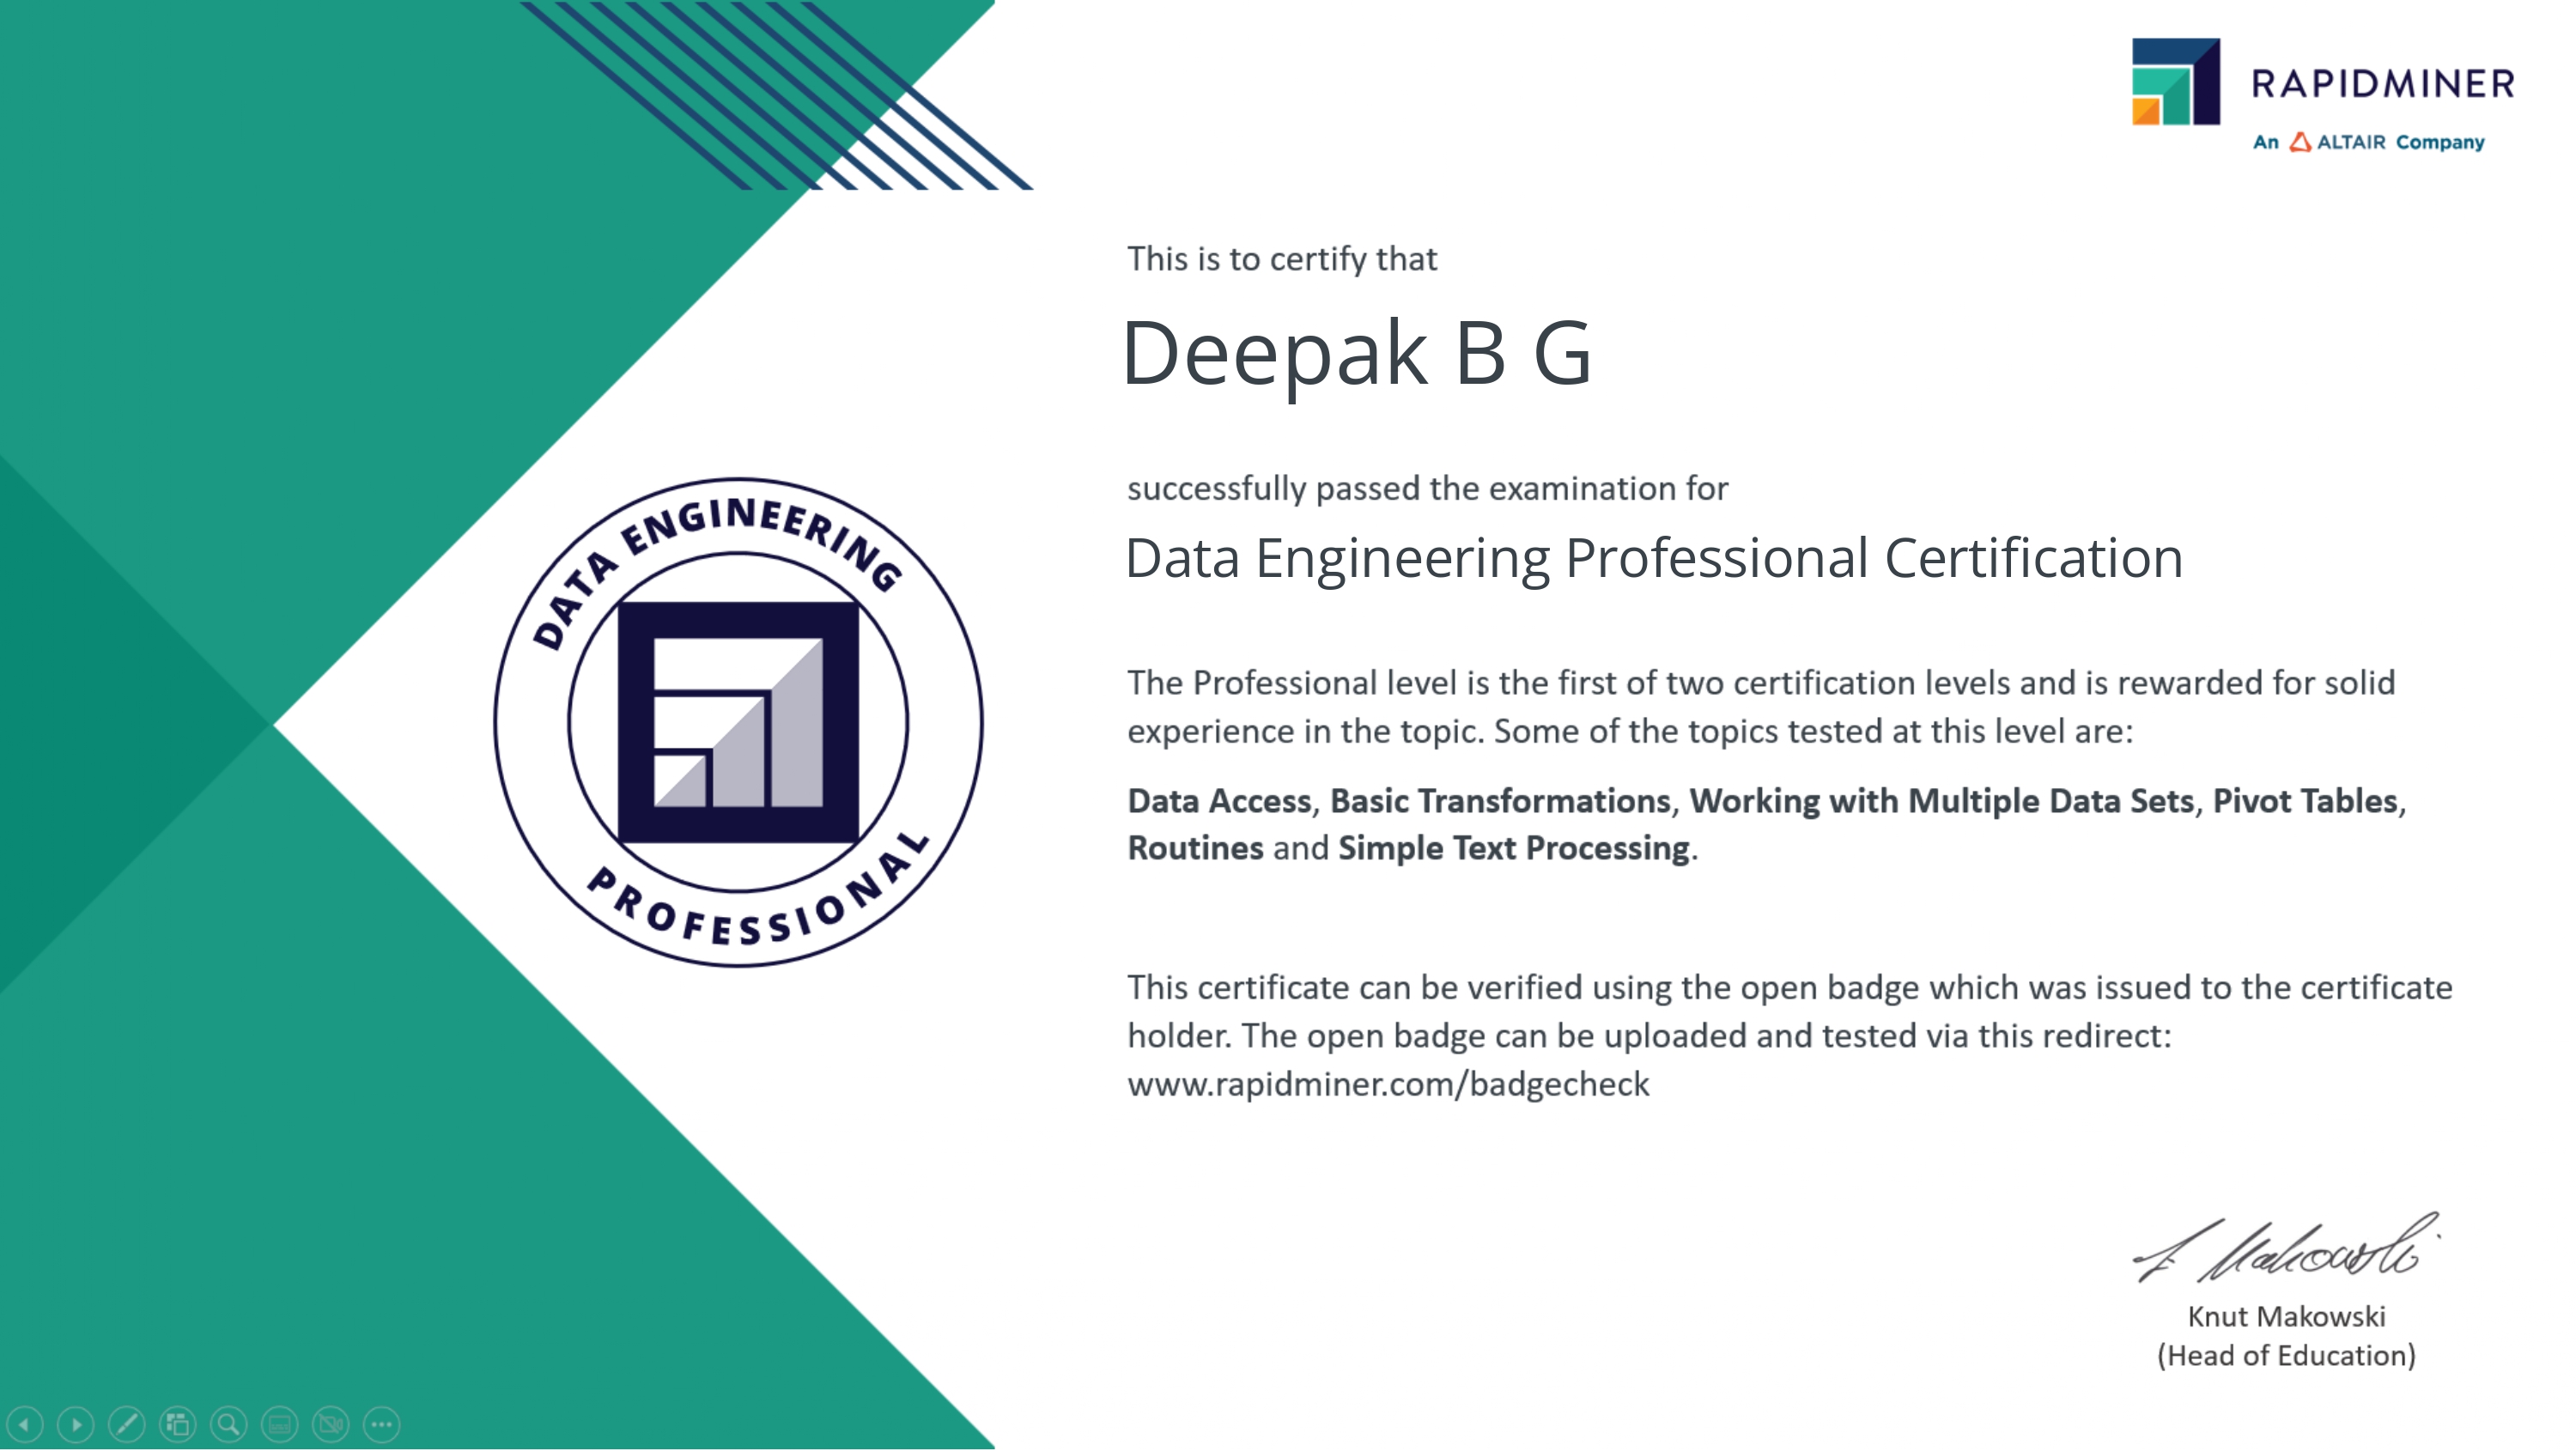 RAPIDMINER
An ALTAIR Company
This is to certify that
Deepak B G
successfully passed the examination for
Data Engineering Professional Certification
DATA ENGINEERING
PROFESSIONAL
The Professional level is the first of two certification levels and is rewarded for solid
experience in the topic. Some of the topics tested at this level are:
Data Access, Basic Transformations, Working with Multiple Data Sets, Pivot Tables,
Routines and Simple Text Processing.
This certificate can be verified using the open badge which was issued to the certificate
holder. The open badge can be uploaded and tested via this redirect:
www.rapidminer.com/badgecheck
Knut Makowski
(Head of Education)